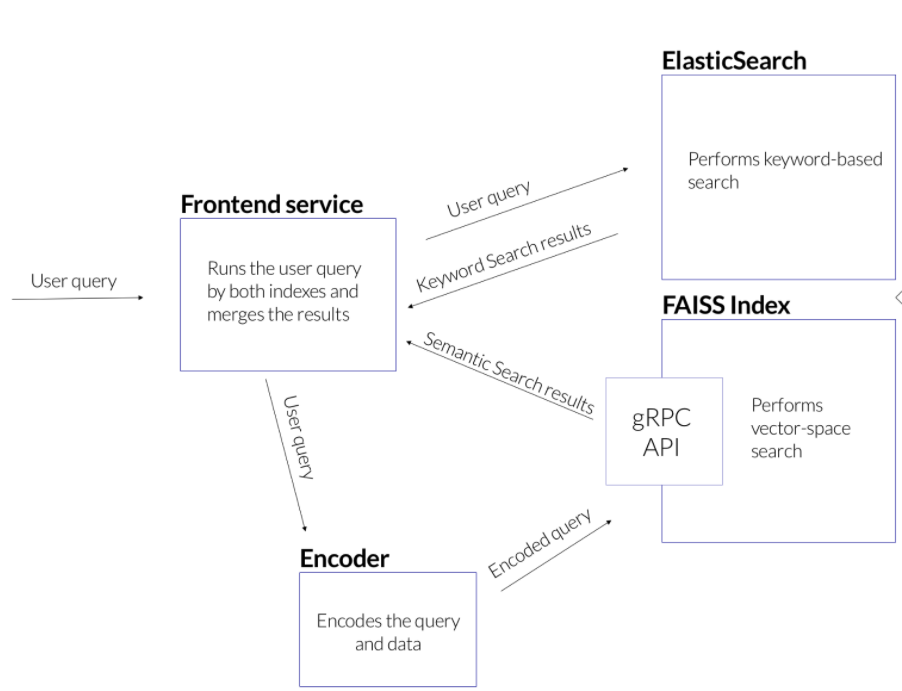 ElasticSearch
Performs keyword-based
search
User query
Keyword Search results
Frontend service
Runs the user query
by both indexes and
merges the results
User query
FAISS Index
Semantic Search results
gRPC
API
Performs
vector-space
search
User query
Encoded query
Encoder
Encodes the query
and data